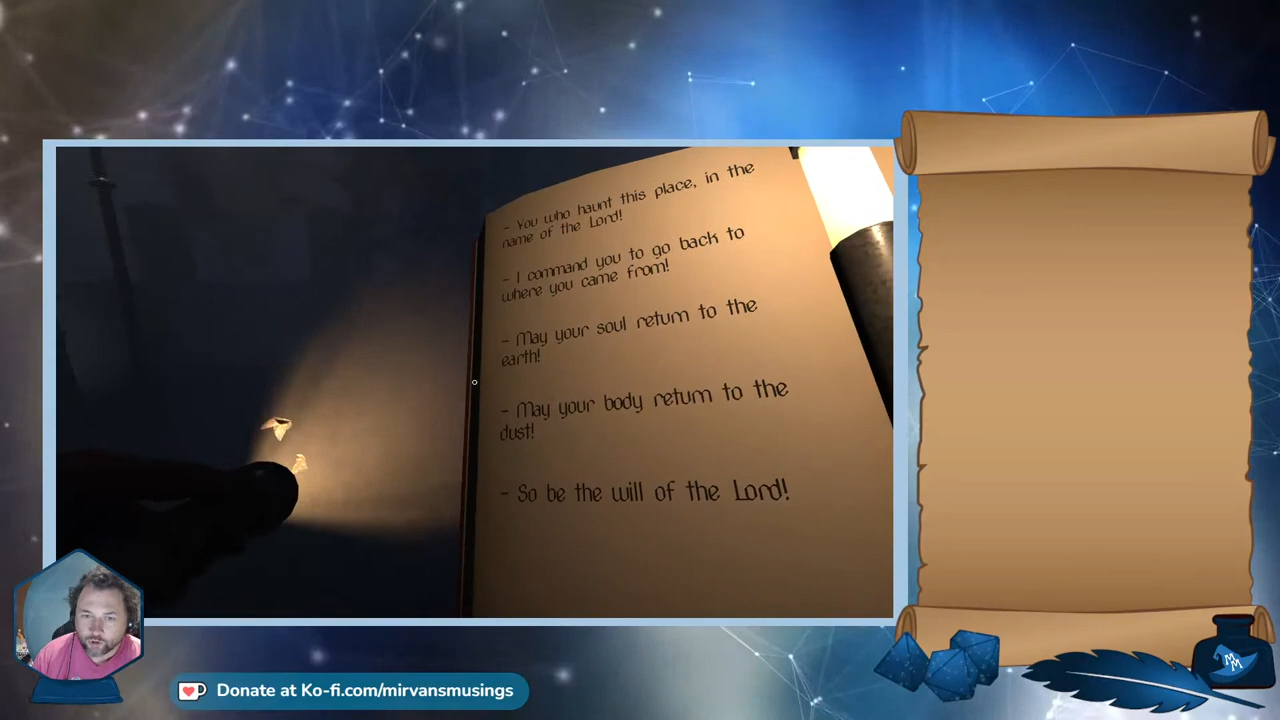 - You who haunt this place, in the
name of the Lord!
- I command you to go back to
where you came from!
- May your soul return to the
earth!
- May your body return to the
dust!
- So be the will of the Lord!
Donate at Ko-fi.com/mirvansmusings
MM